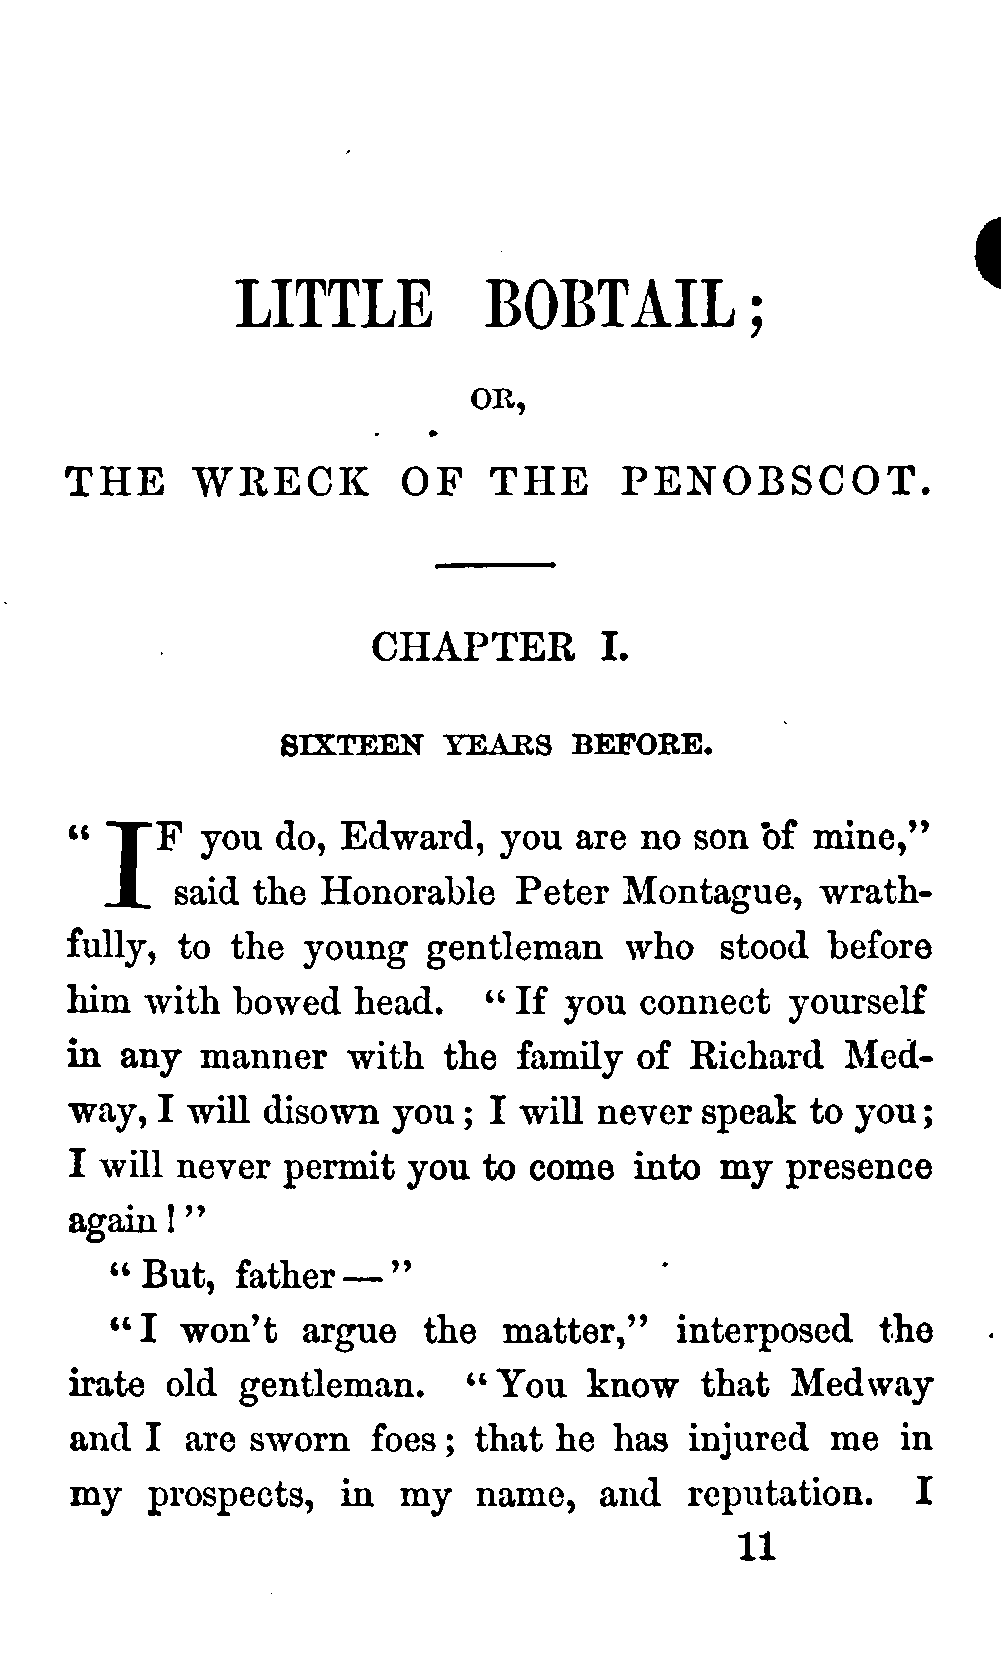 LITTLE BOBTAIL;
OR,
THE WRECK OF THE PENOBSCOT.
CHAPTER I.
SIXTEEN YEARS BEFORE.
“IF you do, Edward, you are no son of mine,”
said the Honorable Peter Montague, wrath-
fully, to the young gentleman who stood before
him with bowed head. “If you connect yourself
in any manner with the family of Richard Med-
way, I will disown you; I will never speak to you;
I will never permit you to come into my presence
again!”
“But, father—”
“I won’t argue the matter,” interposed the
irate old gentleman. “You know that Medway
and I are sworn foes; that he has injured me in
my prospects, in my name, and reputation. I
11